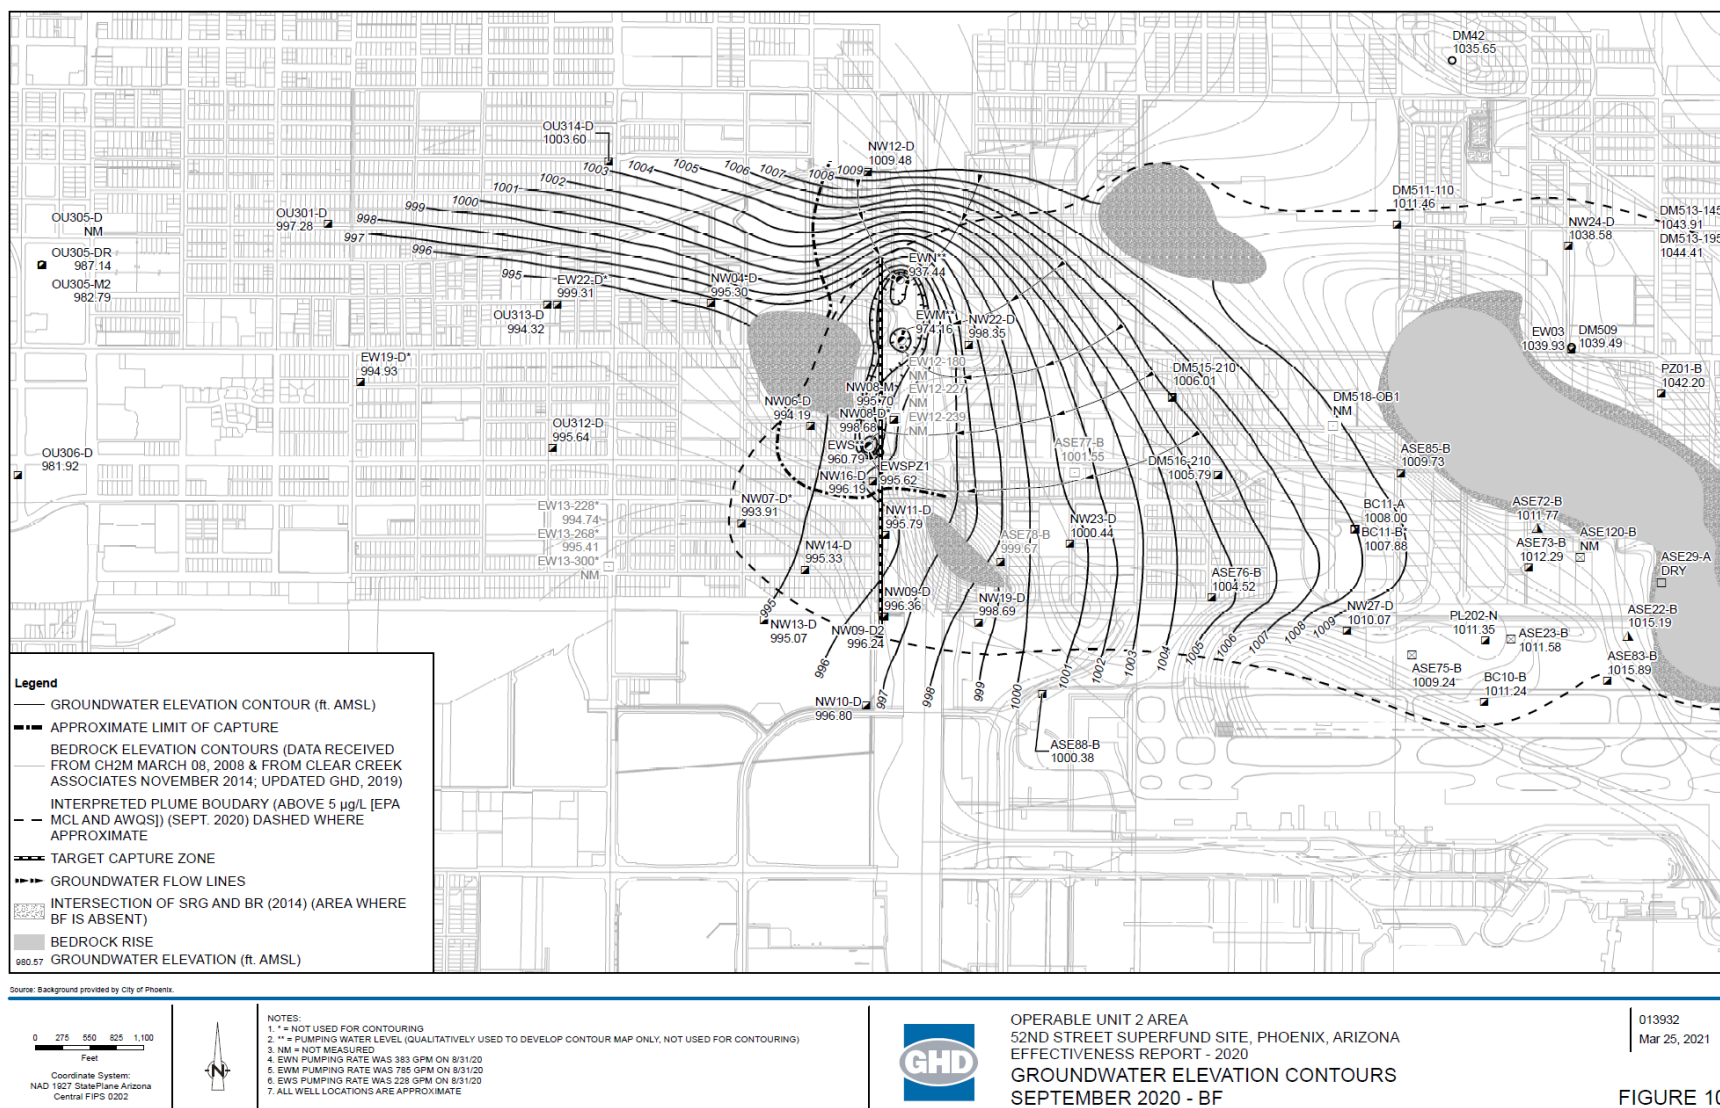 DM42
1035.65
OU314-D
1003.60
NW12-D
1009.48
1003
1004
1005
1006
1007
1008
1009
DM511-110
1011.46
OU305-D
NM
OU301-D
997.28
1002
1001
1000
999
998
997
996
995
NW24-D
1038.58
DM513-145
1043.91
DM513-195
1044.41
OU305-DR
987.14
OU305-M2
982.79
EW22-D*
999.31
OU313-D
994.32
NW04-D
995.30
EWN**
937.44
EWM**
974.16
NW22-D
998.35
EW03
1039.93
DM509
1039.49
EW19-D*
994.93
EW12-180
NM
EW12-227
NM
EW12-239
NM
NW08-M
995.70
NW08-D*
998.68
DM515-210
1006.01
PZ01-B
1042.20
NW06-D
994.19
DM518-OB1
NM
OU312-D
995.64
EWS**
960.79
ASE77-B
1001.55
OU306-D
981.92
EWSPZ1
995.62
DM516-210
1005.79
ASE85-B
1009.73
NW16-D
996.19
EW13-228*
994.74
EW13-268*
995.41
EW13-300*
NM
NW07-D*
993.91
NW11-D
995.79
ASE78-B
999.67
NW23-D
1000.44
BC11-A
1008.00
BC11-B*
1007.88
ASE72-B
1011.77
ASE73-B
1012.29
ASE120-B
NM
ASE29-A
DRY
NW14-D
995.33
ASE76-B
1004.52
NW09-D
996.36
NW19-D
998.69
NW27-D
1010.07
PL202-N
1011.35
ASE23-B
1011.58
ASE22-B
1015.19
995
NW13-D
995.07
NW09-D2
996.24
996
997
998
999
1000
1001
1002
1003
1004
1005
1006
1007
1008
1009
ASE75-B
1009.24
BC10-B
1011.24
ASE83-B
1015.89
NW10-D
996.80
ASE88-B
1000.38
Legend
GROUNDWATER ELEVATION CONTOUR (ft. AMSL)
APPROXIMATE LIMIT OF CAPTURE
BEDROCK ELEVATION CONTOURS (DATA RECEIVED
FROM CH2M MARCH 08, 2008 & FROM CLEAR CREEK
ASSOCIATES NOVEMBER 2014; UPDATED GHD, 2019)
INTERPRETED PLUME BOUDARY (ABOVE 5 µg/L [EPA
MCL AND AWQS]) (SEPT. 2020) DASHED WHERE
APPROXIMATE
TARGET CAPTURE ZONE
GROUNDWATER FLOW LINES
INTERSECTION OF SRG AND BR (2014) (AREA WHERE
BF IS ABSENT)
BEDROCK RISE
980.57 GROUNDWATER ELEVATION (ft. AMSL)
Source: Background provided by City of Phoenix.
0 275 550 825 1,100
Feet
Coordinate System:
NAD 1927 StatePlane Arizona
Central FIPS 0202
N
NOTES:
1. * = NOT USED FOR CONTOURING
2. ** = PUMPING WATER LEVEL (QUALITATIVELY USED TO DEVELOP CONTOUR MAP ONLY, NOT USED FOR CONTOURING)
3. NM = NOT MEASURED
4. EWN PUMPING RATE WAS 383 GPM ON 8/31/20
5. EWM PUMPING RATE WAS 785 GPM ON 8/31/20
6. EWS PUMPING RATE WAS 228 GPM ON 8/31/20
7. ALL WELL LOCATIONS ARE APPROXIMATE
GHD
OPERABLE UNIT 2 AREA
52ND STREET SUPERFUND SITE, PHOENIX, ARIZONA
EFFECTIVENESS REPORT - 2020
GROUNDWATER ELEVATION CONTOURS
SEPTEMBER 2020 - BF
013932
Mar 25, 2021
FIGURE 10